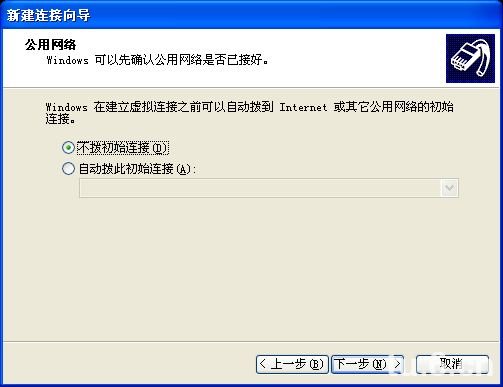 新建连接向导
公用网络
Windows 可以先确认公用网络是否已接好。
Windows 在建立虚拟连接之前可以自动拨到 Internet 或其它公用网络的初始
连接。
不拨初始连接(D)
自动拨此初始连接(A):
< 上一步(B) 下一步(N) > 取消